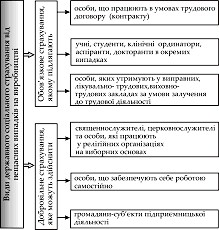 Види державного соціального страхування від
нещасних випадків на виробництві
Обов'язкове страхування,
якому підлягають
особи, що працюють в умовах трудового
договору (контракту)
учні, студенти, клінічні ординатори,
аспіранти, докторанти в окремих
випадках
особи, яких утримують у виправних,
лікувально- трудових,виховно-
трудових закладах за умови залучення
до трудової діяльності
Добровільне страхування,
яке можуть здійснити
священнослужителі, церковнослужителі
та особи, які працюють
у релігійних організаціях
на виборних основах
особи, що забезпечують себе роботою
самостійно
громадяни-суб'єкти підприємницької
діяльності